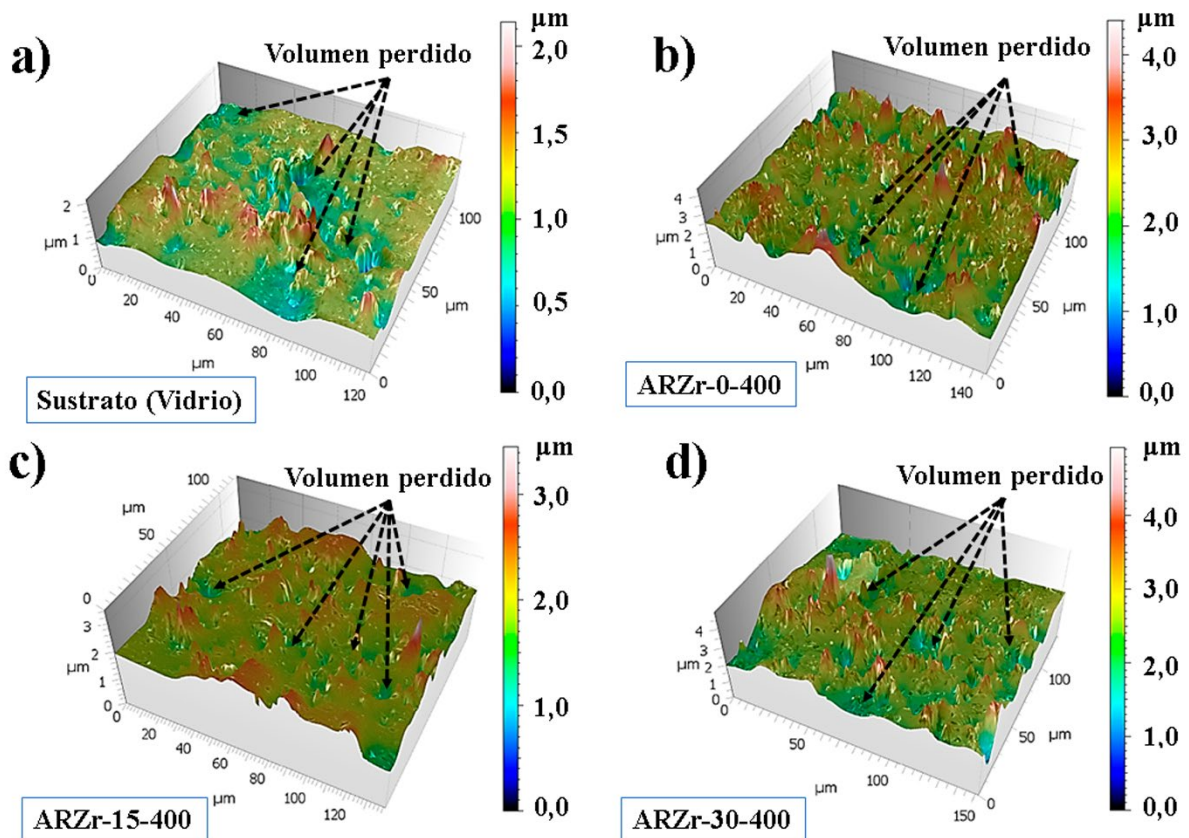 a)
Volumen perdido
µm
2,0
1,5
1,0
0,5
0,0
2
1
µm
0
0
20
40
60
80
100
120
µm
0
50
100
µm
Sustrato (Vidrio)
b)
Volumen perdido
µm
4,0
3,0
2,0
1,0
0,0
4
3
µm 2
1
0
0
20
40
60
80
100
120
140
µm
0
50
100
µm
ARZr-0-400
c)
Volumen perdido
µm
3,0
2,0
1,0
0,0
100
50
0
µm
3
µm 2
1
0
0
20
40
60
80
100
120
µm
ARZr-15-400
d)
Volumen perdido
µm
4,0
3,0
2,0
1,0
0,0
4
3
µm 2
1
0
50
100
150
µm
0
50
100
µm
ARZr-30-400